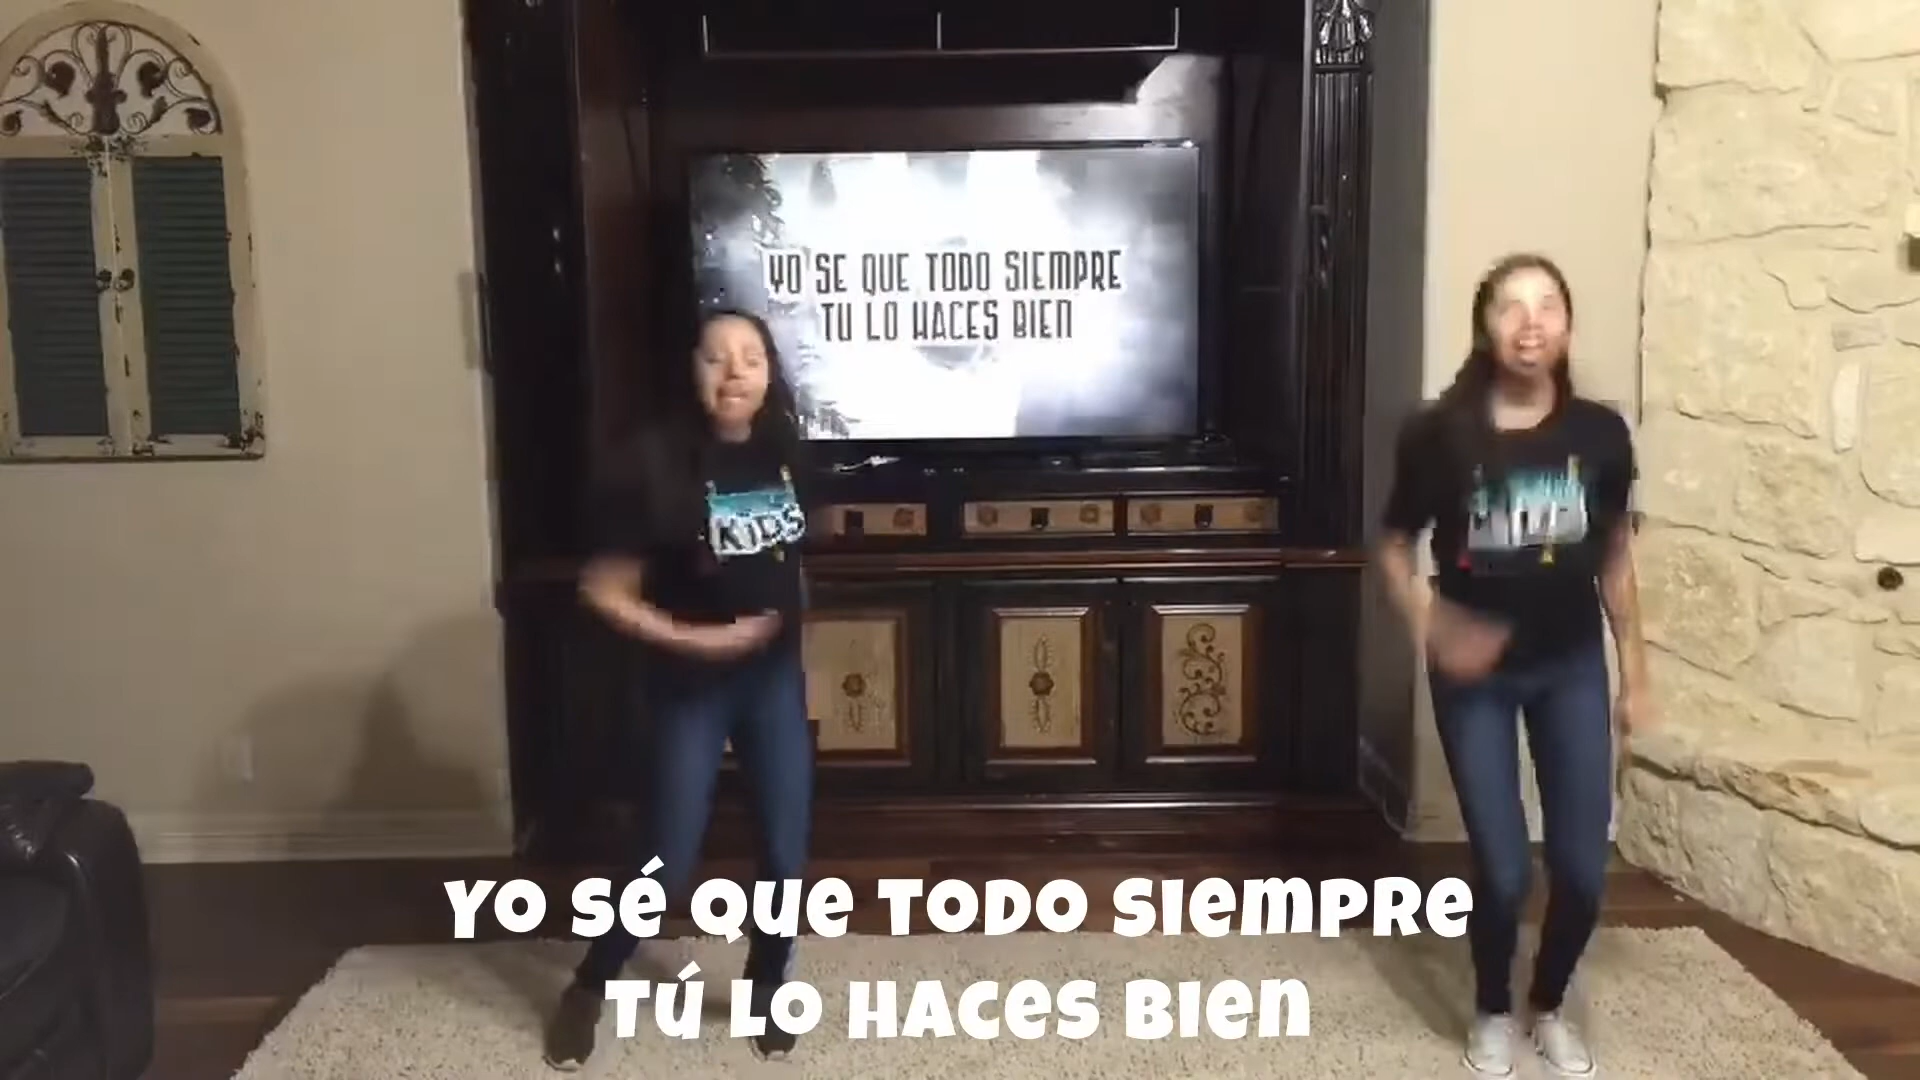 YO SE QUE TODO SIEMPRE
TU LO HACES BIEN
KiDS
YO SÉ QUE TODO SIEMPRE
TÚ LO HACES BIEN